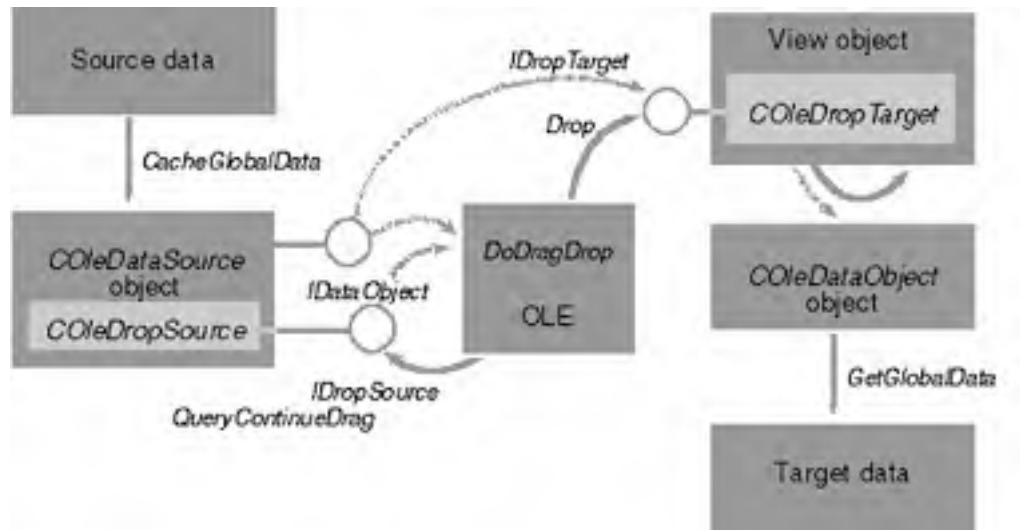 Source data
CacheGlobalData
COleDataSource
object
COleDropSource
IDropTarget
Drop
IDataObject
IDropSource
QueryContinueDrag
DoDragDrop
OLE
View object
COleDropTarget
COleDataObject
object
GetGlobalData
Target data